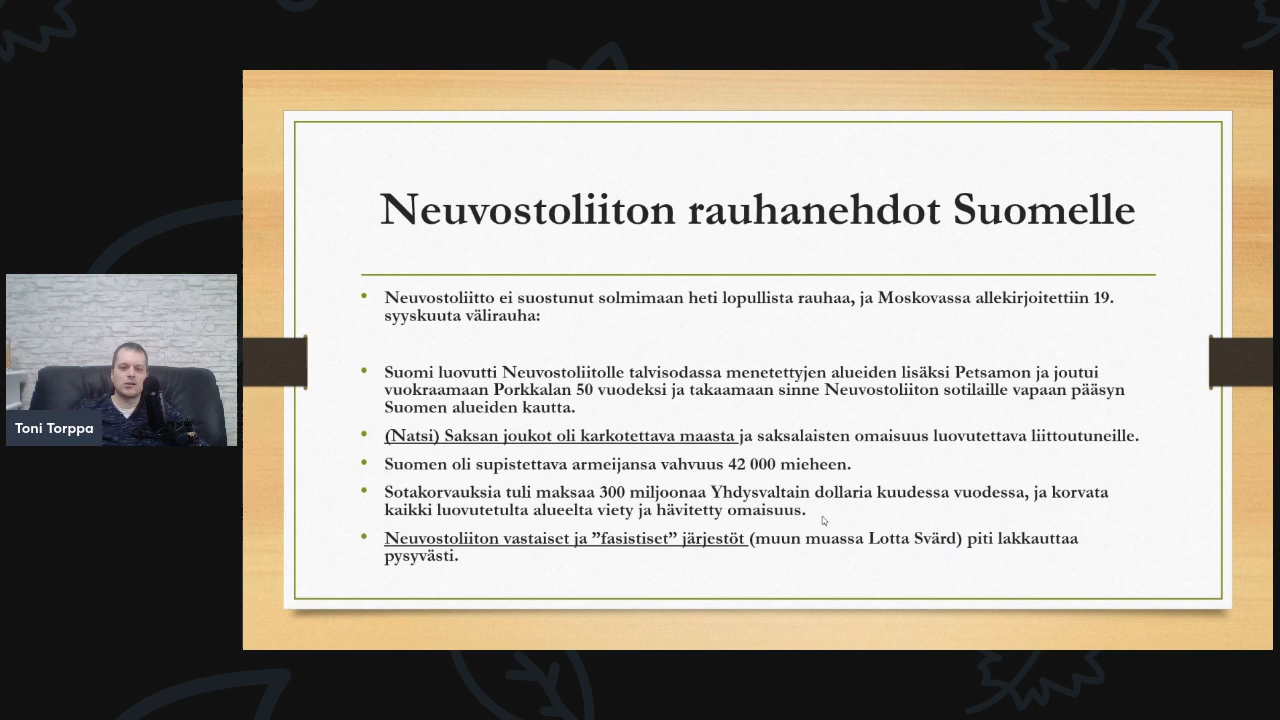 Neuvostoliiton rauhanehdot Suomelle
Neuvostoliitto ei suostunut solmimaan heti lopullista rauhaa, ja Moskovassa allekirjoitettiin 19.
syyskuuta välirauha:
Suomi luovutti Neuvostoliitolle talvisodassa menetettyjen alueiden lisäksi Petsamon ja joutui
vuokraamaan Porkkalan 50 vuodeksi ja takaamaan sinne Neuvostoliiton sotilaille vapaan pääsyn
Suomen alueiden kautta.
(Natsi) Saksan joukot oli karkotettava maasta ja saksalaisten omaisuus luovutettava liittoutuneille.
Suomen oli supistettava armeijansa vahvuus 42 000 mieheen.
Sotakorvauksia tuli maksaa 300 miljoonaa Yhdysvaltain dollaria kuudessa vuodessa, ja korvata
kaikki luovutetulta alueelta viety ja hävitetty omaisuus.
Neuvostoliiton vastaiset ja ”fasistiset” järjestöt (muun muassa Lotta Svärd) piti lakkauttaa
pysyvästi.
Toni Torppa